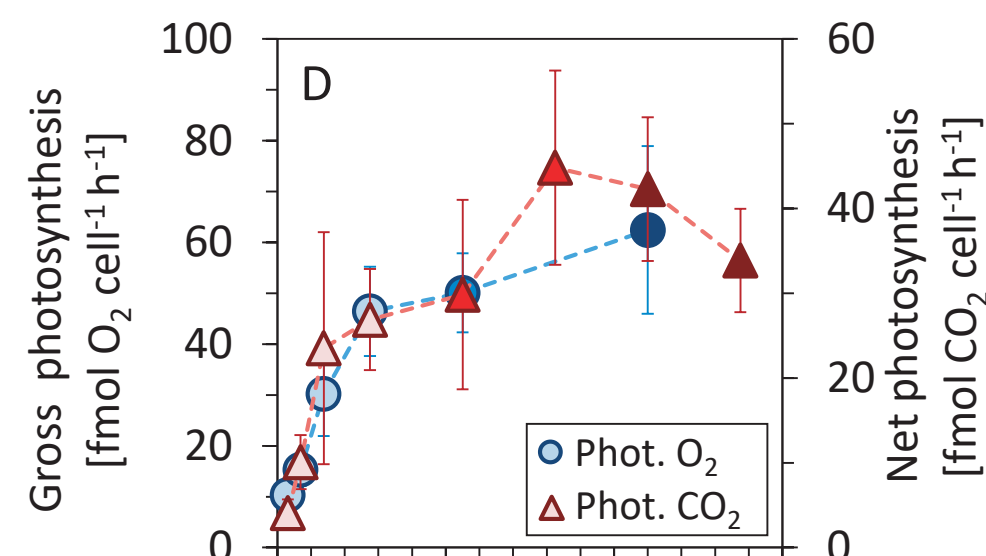 Gross photosynthesis
[fmol O₂ cell⁻¹ h⁻¹]
100
80
60
40
20
0
D
Phot. O₂
Phot. CO₂
60
40
20
0
Net photosynthesis
[fmol CO₂ cell⁻¹ h⁻¹]